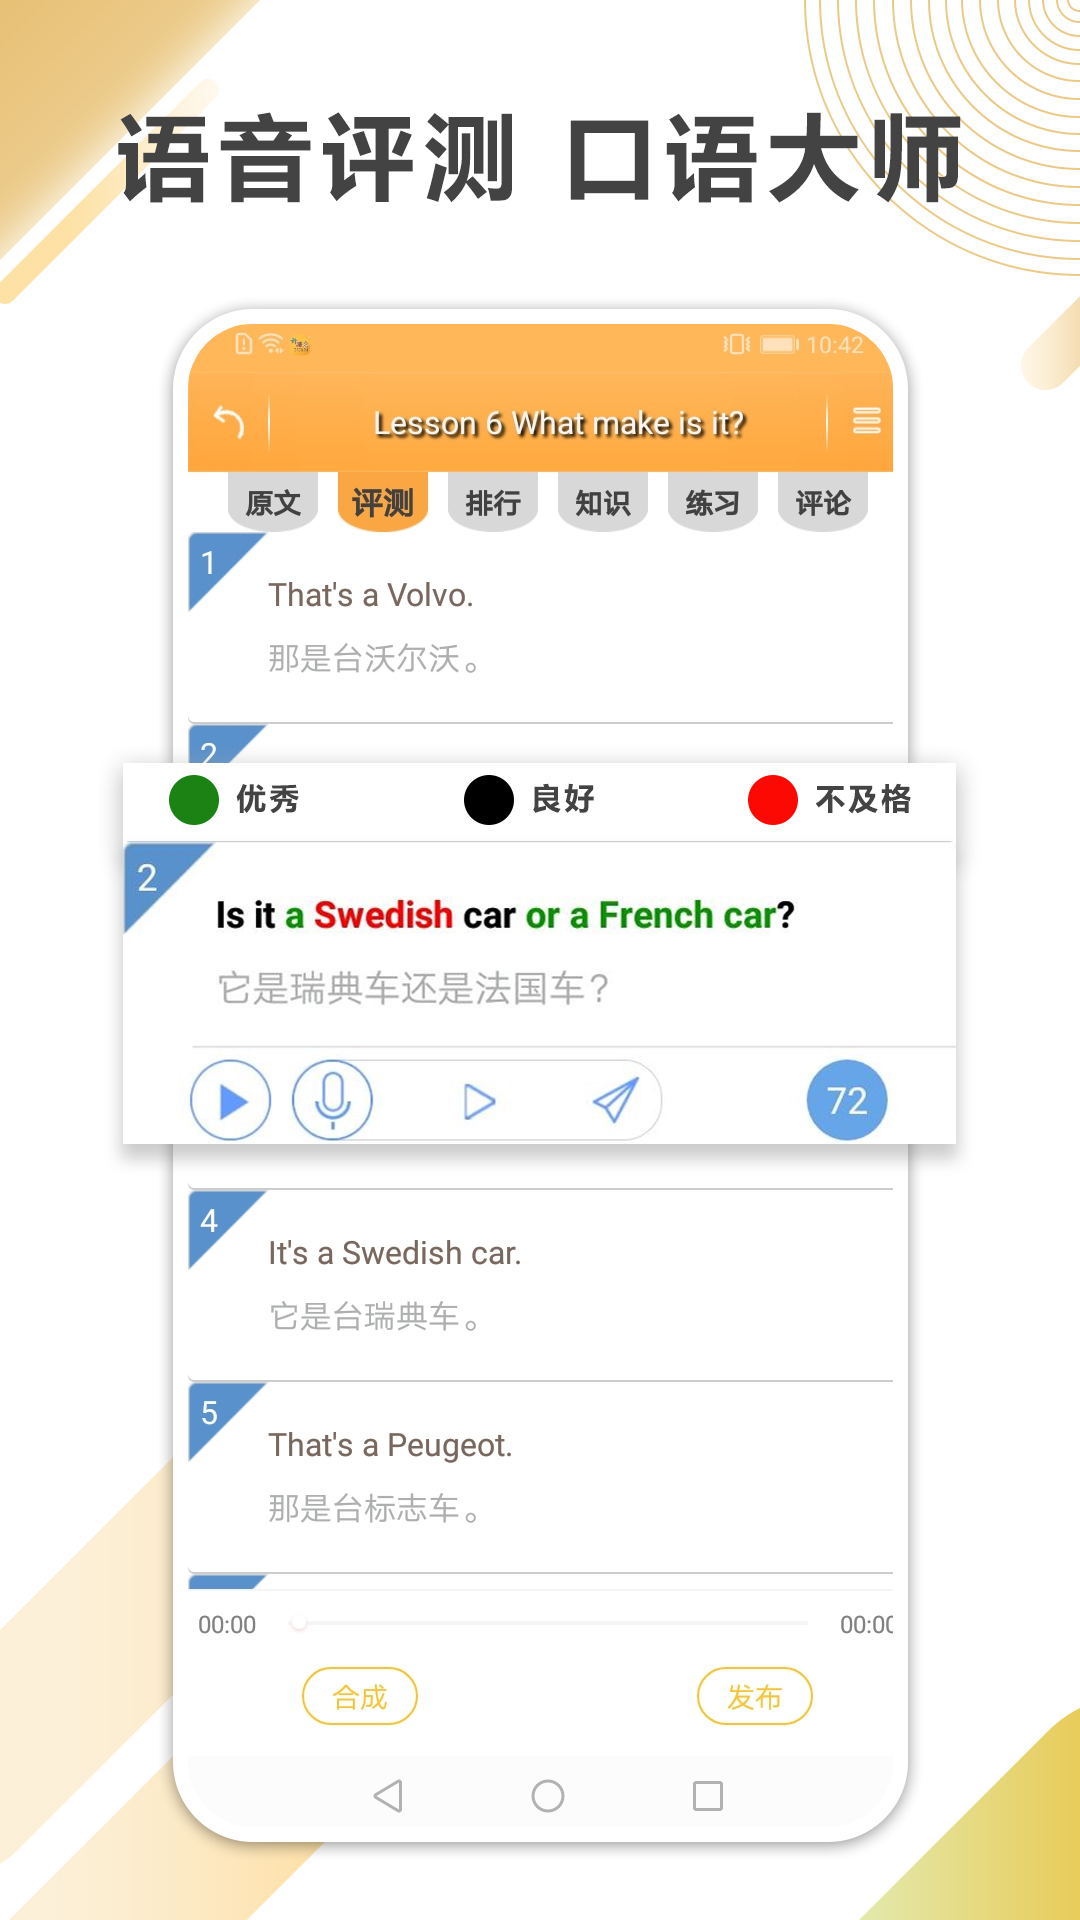 语音评测 口语大师
10:42
Lesson 6 What make is it?
原文 评测 排行 知识 练习 评论
1
That's a Volvo.
那是台沃尔沃。
2
优秀 良好 不及格
2
Is it a Swedish car or a French car?
它是瑞典车还是法国车?
72
4
It's a Swedish car.
它是台瑞典车。
5
That's a Peugeot.
那是台标志车。
00:00 00:00
合成 发布